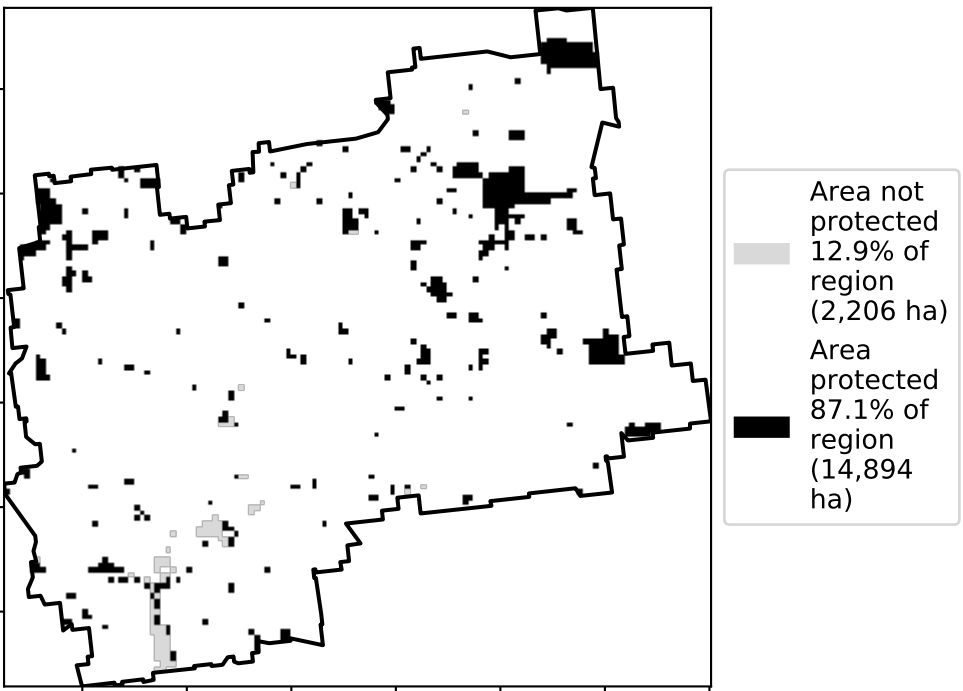 Area not
protected
12.9% of
region
(2,206 ha)
Area
protected
87.1% of
region
(14,894
ha)